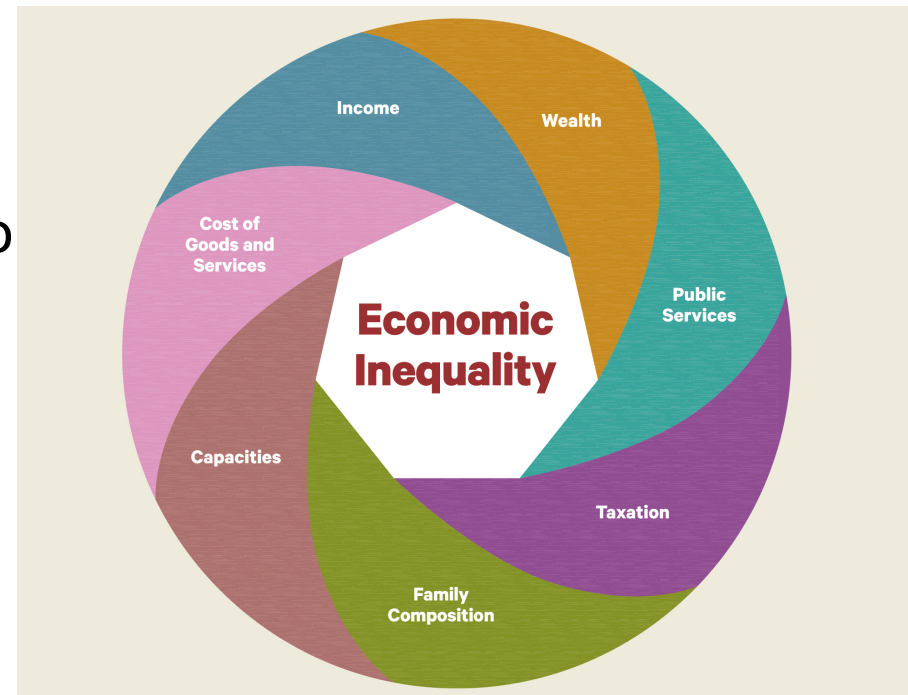 Income
Wealth
Cost of
Goods and
Services
Public
Services
Economic
Inequality
Capacities
Taxation
Family
Composition